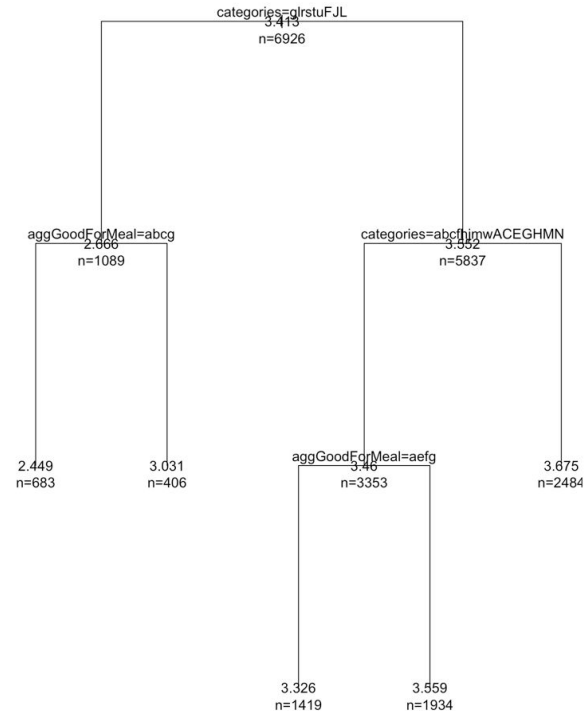 categories=glrstuFJL
3.413
n=6926
aggGoodForMeal=abcg
2.666
n=1089
categories=abcfhjmwACEGHMN
3.552
n=5837
2.449
n=683
3.031
n=406
aggGoodForMeal=aefg
3.46
n=3353
3.675
n=2484
3.326
n=1419
3.559
n=1934